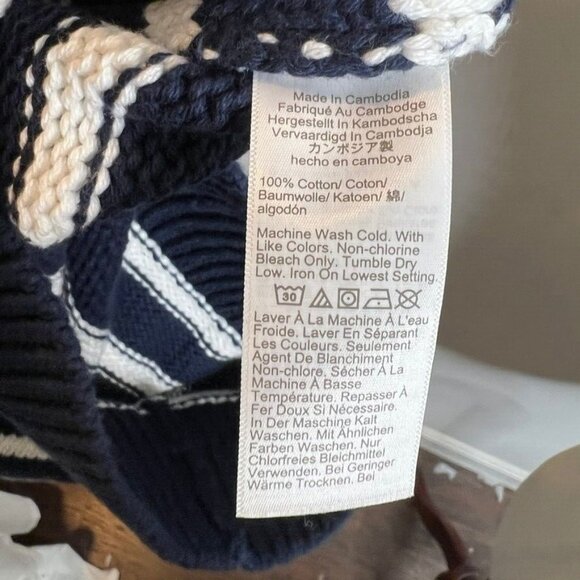 Made In Cambodia
Fabriqué Au Cambodge
Hergestellt In Kambodscha
Vervaardigd In Cambodja
カンボジア製
hecho en camboya
100% Cotton/ Coton/
Baumwolle/ Katoen/ 綿/
algodón
Machine Wash Cold. With
Like Colors. Non-chlorine
Bleach Only. Tumble Dry
Low. Iron On Lowest Setting.
30
Laver À La Machine À L'eau
Froide. Laver En Séparant
Les Couleurs. Seulement
Agent De Blanchiment
Non-chlore. Sécher À La
Machine À Basse
Température. Repasser À
Fer Doux Si Nécessaire.
In Der Maschine Kalt
Waschen. Mit Ähnlichen
Farben Waschen. Nur
Chlorfreies Bleichmittel
Verwenden. Bei Geringer
Wärme Trocknen. Bei